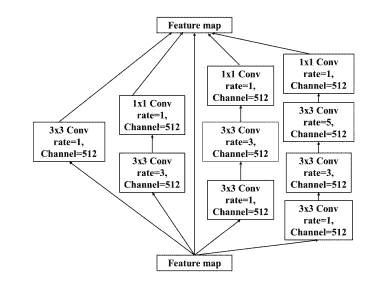 Feature map
1x1 Conv
rate=1,
Channel=512
1x1 Conv
rate=1,
Channel=512
1x1 Conv
rate=1,
Channel=512
3x3 Conv
rate=5,
Channel=512
3x3 Conv
rate=1,
Channel=512
3x3 Conv
rate=3,
Channel=512
3x3 Conv
rate=3,
Channel=512
3x3 Conv
rate=3,
Channel=512
3x3 Conv
rate=1,
Channel=512
3x3 Conv
rate=1,
Channel=512
Feature map